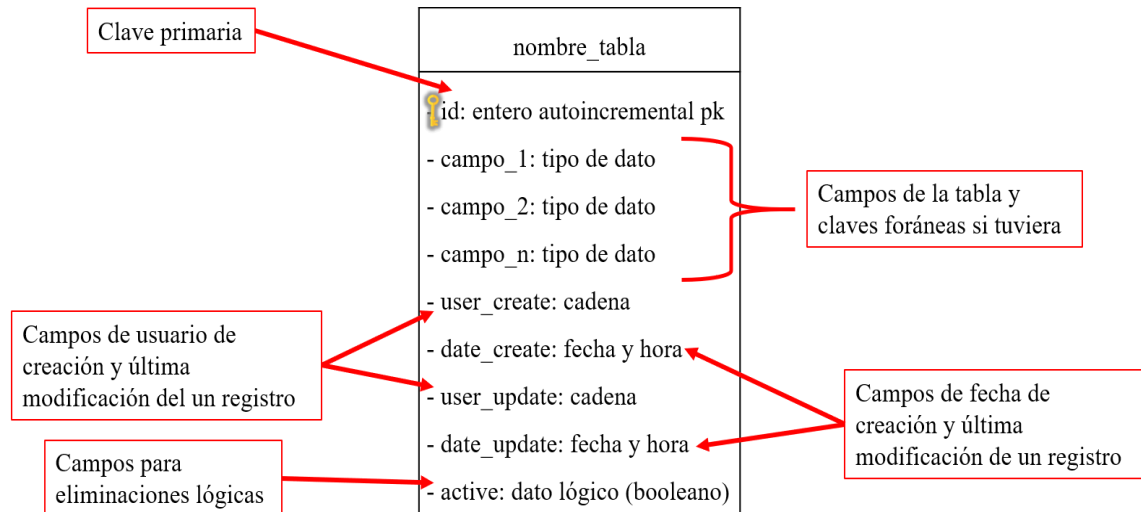 Clave primaria
nombre_tabla
- id: entero autoincremental pk
- campo_1: tipo de dato
- campo_2: tipo de dato
- campo_n: tipo de dato
- user_create: cadena
- date_create: fecha y hora
- user_update: cadena
- date_update: fecha y hora
- active: dato lógico (booleano)
Campos de la tabla y
claves foráneas si tuviera
Campos de usuario de
creación y última
modificación del un registro
Campos de fecha de
creación y última
modificación de un registro
Campos para
eliminaciones lógicas